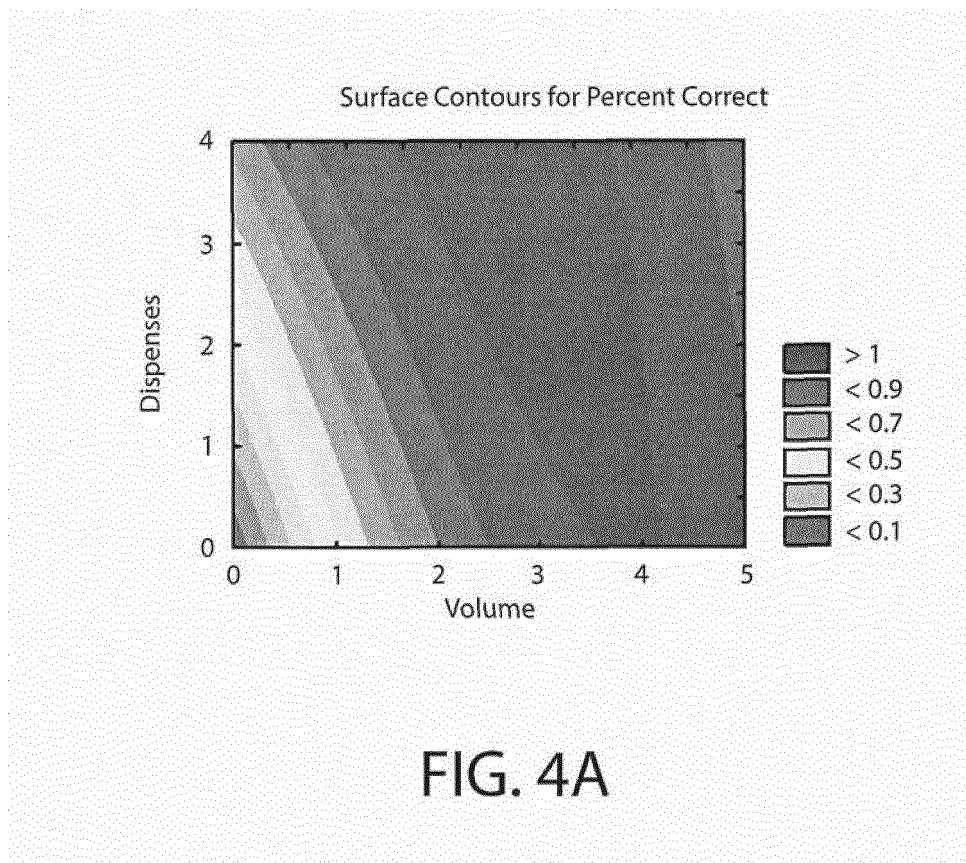 Surface Contours for Percent Correct
4
3
2
1
0
Dispenses
0 1 2 3 4 5
Volume
> 1
< 0.9
< 0.7
< 0.5
< 0.3
< 0.1
FIG. 4A